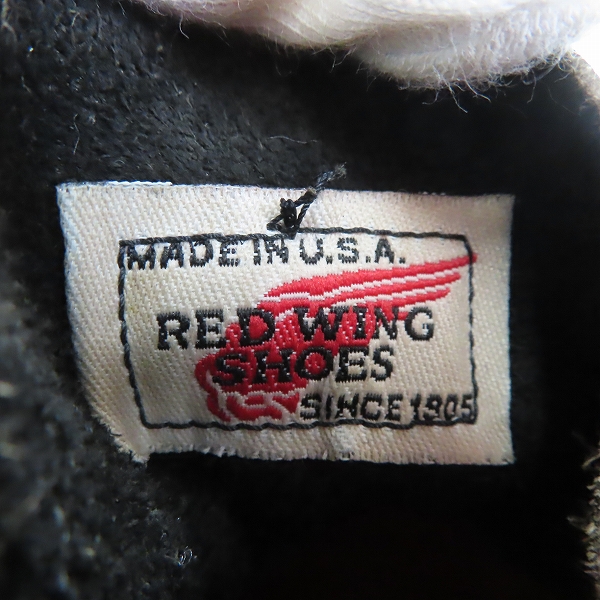 MADE IN U.S.A.
RED WING
SHOES
SINCE 1905